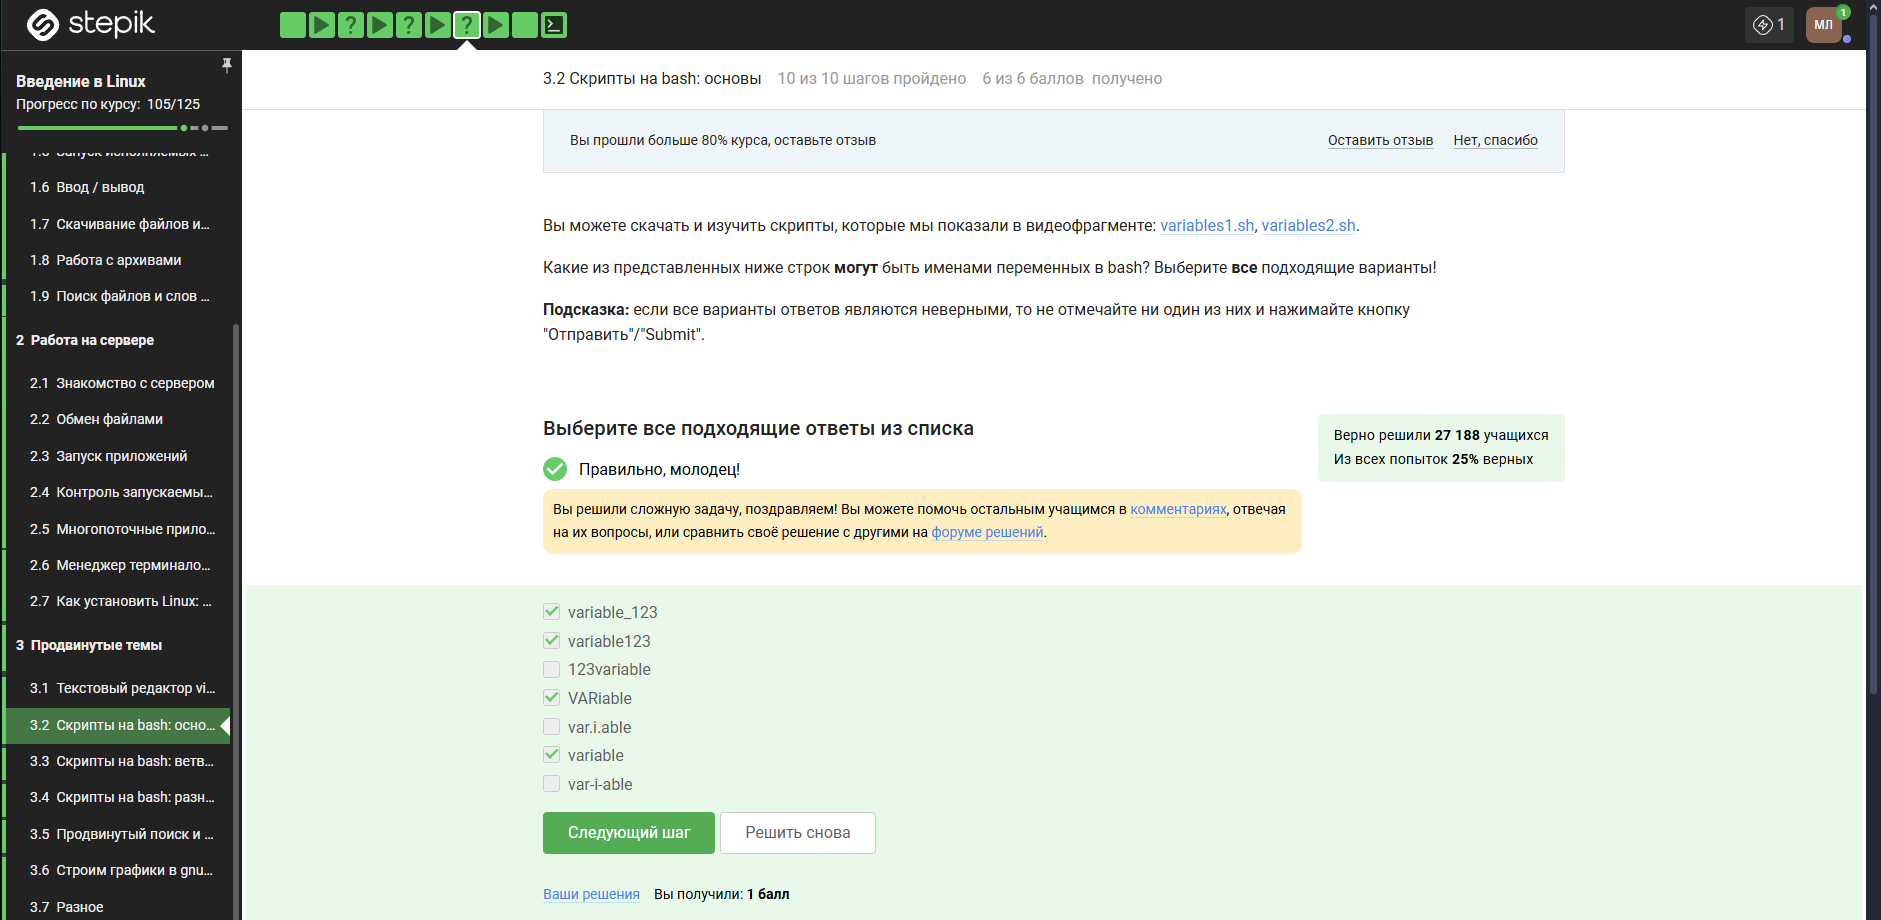 stepik
1
МЛ
1
Введение в Linux
Прогресс по курсу: 105/125
1.6 Ввод / вывод
1.7 Скачивание файлов и...
1.8 Работа с архивами
1.9 Поиск файлов и слов ...
2 Работа на сервере
2.1 Знакомство с сервером
2.2 Обмен файлами
2.3 Запуск приложений
2.4 Контроль запускаемы...
2.5 Многопоточные прило...
2.6 Менеджер терминало...
2.7 Как установить Linux: ...
3 Продвинутые темы
3.1 Текстовый редактор vi...
3.2 Скрипты на bash: осно...
3.3 Скрипты на bash: ветв...
3.4 Скрипты на bash: разн...
3.5 Продвинутый поиск и ...
3.6 Строим графики в gnu...
3.7 Разное
3.2 Скрипты на bash: основы 10 из 10 шагов пройдено 6 из 6 баллов получено
Вы прошли больше 80% курса, оставьте отзыв Оставить отзыв Нет, спасибо
Вы можете скачать и изучить скрипты, которые мы показали в видеофрагменте: variables1.sh, variables2.sh.
Какие из представленных ниже строк могут быть именами переменных в bash? Выберите все подходящие варианты!
Подсказка: если все варианты ответов являются неверными, то не отмечайте ни один из них и нажимайте кнопку
"Отправить"/"Submit".
Выберите все подходящие ответы из списка
Правильно, молодец!
Вы решили сложную задачу, поздравляем! Вы можете помочь остальным учащимся в комментариях, отвечая
на их вопросы, или сравнить своё решение с другими на форуме решений.
Верно решили 27 188 учащихся
Из всех попыток 25% верных
variable_123
variable123
123variable
VARiable
var.i.able
variable
var-i-able
Следующий шаг Решить снова
Ваши решения Вы получили: 1 балл